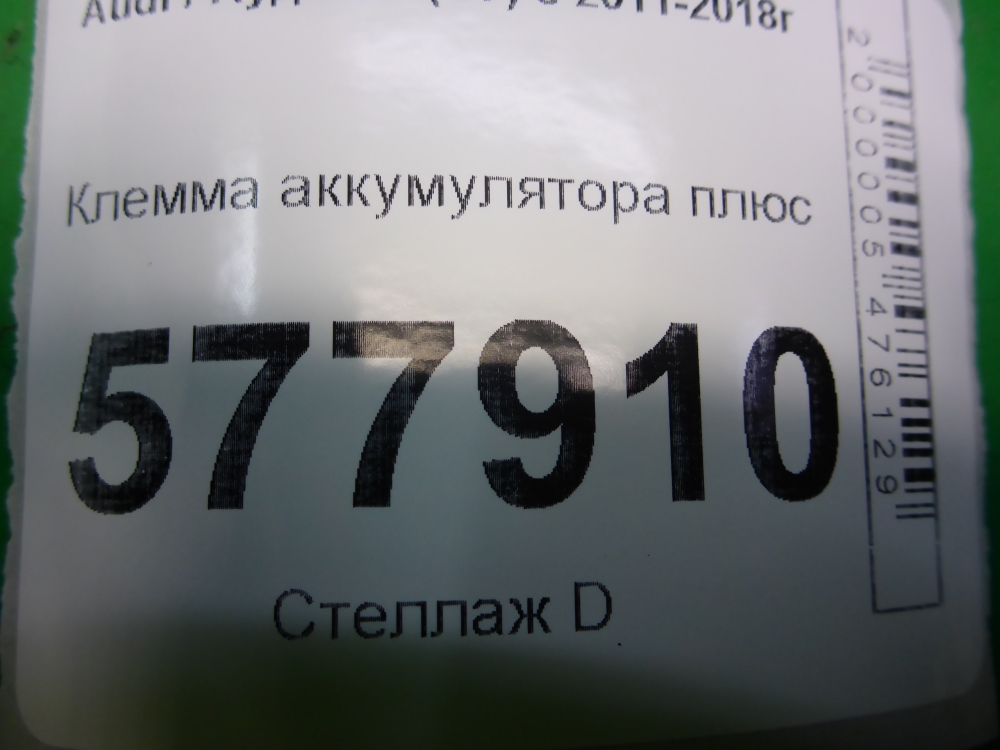 2011-2018г
Клемма аккумулятора плюс
577910
Стеллаж D
2000005476129